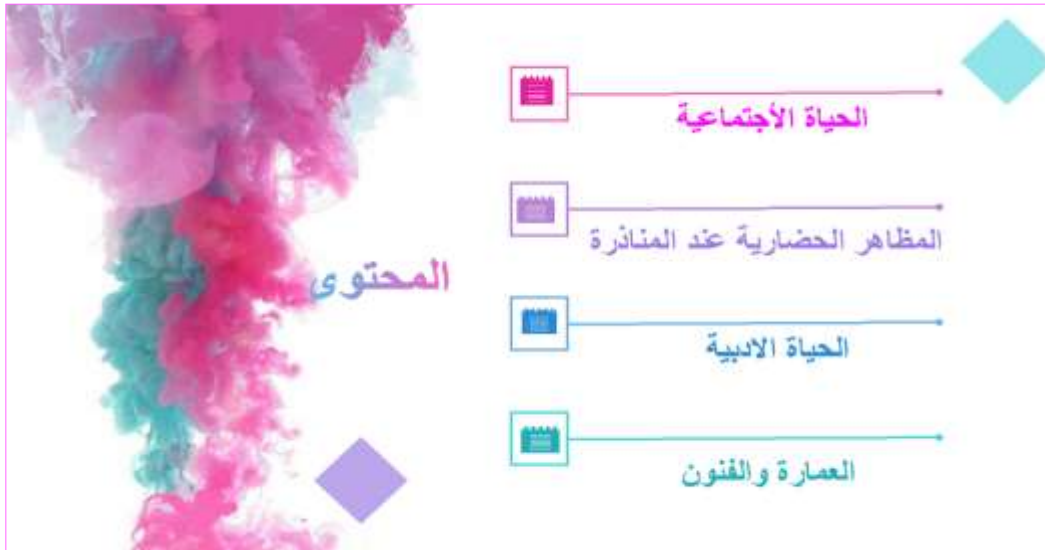 المحتوى
الحياة الأجتماعية
المظاهر الحضارية عند المناذرة
الحياة الادبية
العمارة والفنون